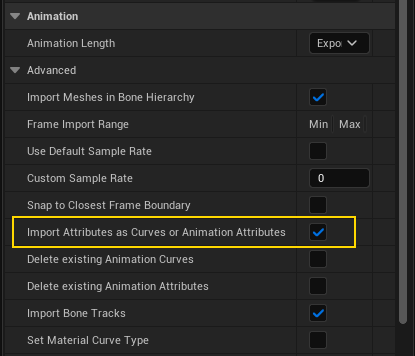 Animation
Animation Length
Expo
Advanced
Import Meshes in Bone Hierarchy
Frame Import Range
Min Max
Use Default Sample Rate
Custom Sample Rate
0
Snap to Closest Frame Boundary
Import Attributes as Curves or Animation Attributes
Delete existing Animation Curves
Delete existing Animation Attributes
Import Bone Tracks
Set Material Curve Type